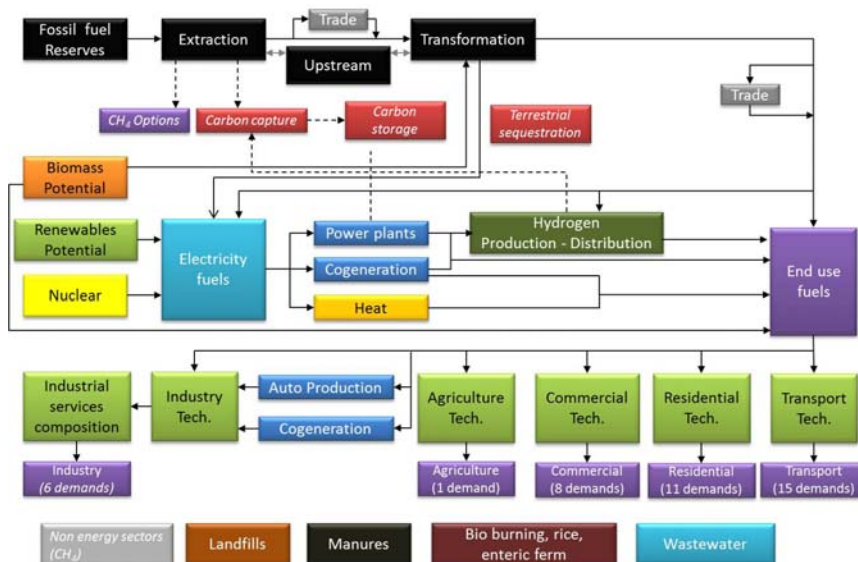 Fossil fuel
Reserves
Extraction
Trade
Transformation
Upstream
Trade
CH₄ Options
Carbon capture
Carbon
storage
Terrestrial
sequestration
Biomass
Potential
Renewables
Potential
Nuclear
Electricity
fuels
Power plants
Cogeneration
Heat
Hydrogen
Production - Distribution
End use
fuels
Industrial
services
composition
Industry
Tech.
Auto Production
Cogeneration
Agriculture
Tech.
Commercial
Tech.
Residential
Tech.
Transport
Tech.
Industry
(6 demands)
Agriculture
(1 demand)
Commercial
(8 demands)
Residential
(11 demands)
Transport
(15 demands)
Non energy sectors
(CH₄)
Landfills
Manures
Bio burning, rice,
enteric ferm
Wastewater